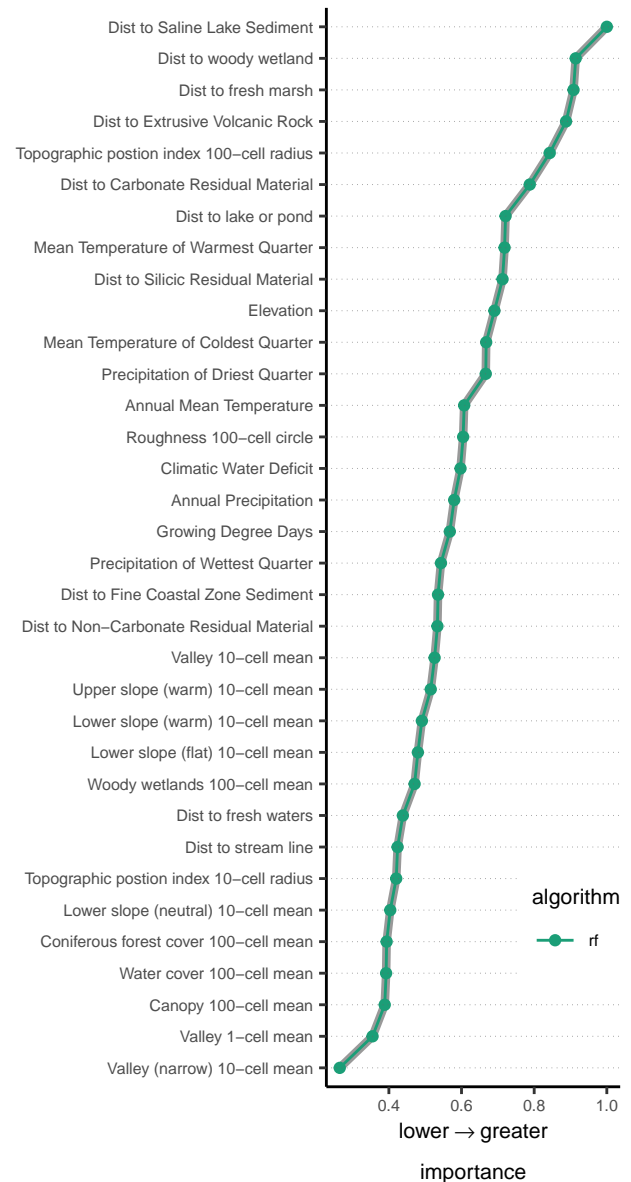 Dist to Saline Lake Sediment
Dist to woody wetland
Dist to fresh marsh
Dist to Extrusive Volcanic Rock
Topographic postion index 100−cell radius
Dist to Carbonate Residual Material
Dist to lake or pond
Mean Temperature of Warmest Quarter
Dist to Silicic Residual Material
Elevation
Mean Temperature of Coldest Quarter
Precipitation of Driest Quarter
Annual Mean Temperature
Roughness 100−cell circle
Climatic Water Deficit
Annual Precipitation
Growing Degree Days
Precipitation of Wettest Quarter
Dist to Fine Coastal Zone Sediment
Dist to Non−Carbonate Residual Material
Valley 10−cell mean
Upper slope (warm) 10−cell mean
Lower slope (warm) 10−cell mean
Lower slope (flat) 10−cell mean
Woody wetlands 100−cell mean
Dist to fresh waters
Dist to stream line
Topographic postion index 10−cell radius
Lower slope (neutral) 10−cell mean
Coniferous forest cover 100−cell mean
Water cover 100−cell mean
Canopy 100−cell mean
Valley 1−cell mean
Valley (narrow) 10−cell mean
algorithm
rf
0.4 0.6 0.8 1.0
lower → greater
importance